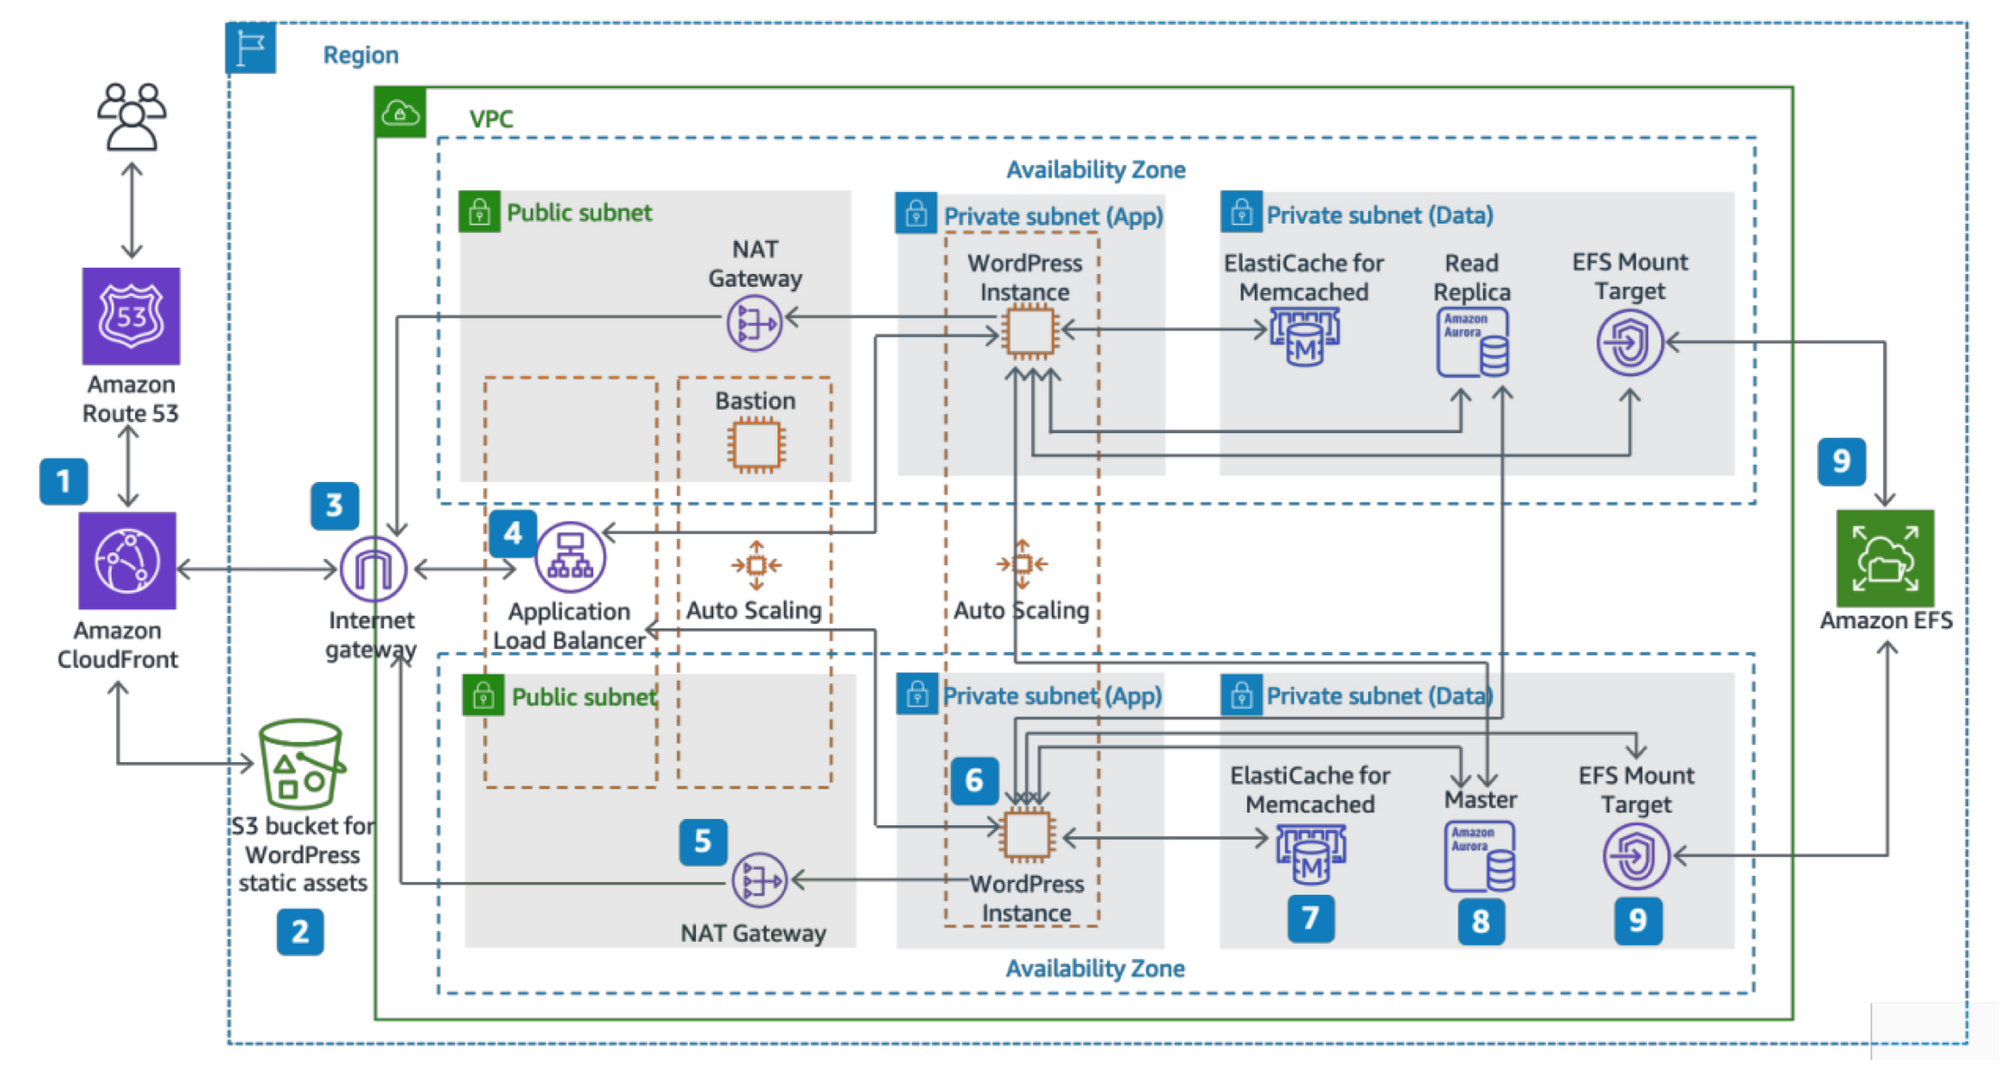 Region
VPC
Availability Zone
Public subnet
Private subnet (App)
Private subnet (Data)
NAT
Gateway
WordPress
Instance
ElastiCache for
Memcached
Read
Replica
EFS Mount
Target
53
M
Amazon
Aurora
Amazon
Route 53
Bastion
1
3
4
9
Amazon
CloudFront
Internet
gateway
Application
Load Balancer
Auto Scaling
Auto Scaling
Amazon EFS
Public subnet
Private subnet (App)
Private subnet (Data)
S3 bucket for
WordPress
static assets
2
5
NAT Gateway
6
WordPress
Instance
ElastiCache for
Memcached
M
7
Master
Amazon
Aurora
8
EFS Mount
Target
9
Availability Zone